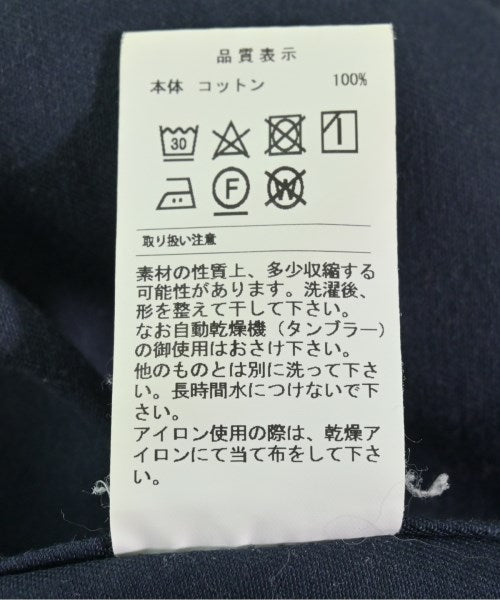 品質表示
本体 コットン 100%
30
F
W
取り扱い注意
素材の性質上、多少収縮する
可能性があります。洗濯後、
形を整えて干して下さい。
なお自動乾燥機（タンブラー）
の御使用はおさけ下さい。
他のものとは別に洗って下さ
い。長時間水につけないで下
さい。
アイロン使用の際は、乾燥ア
イロンにて当て布をして下さ
い。